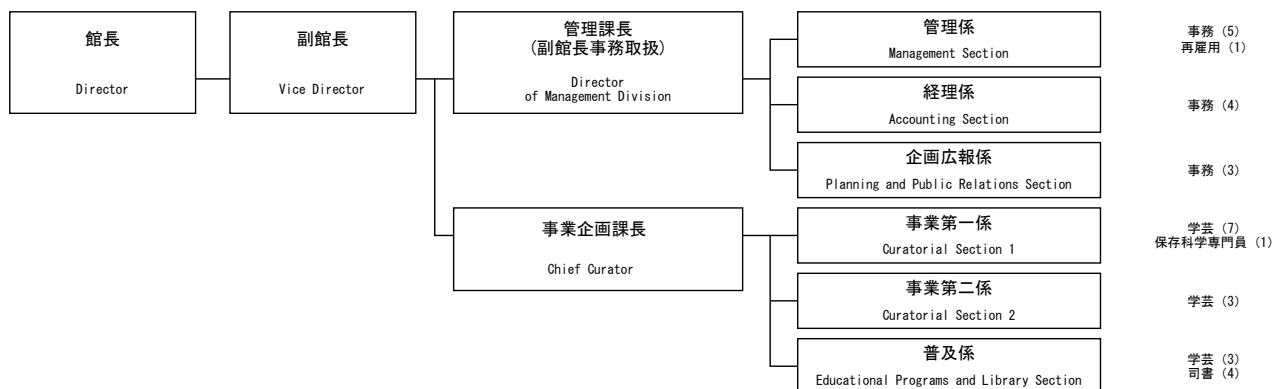 館長
Director
副館長
Vice Director
管理課長
(副館長事務取扱)
Director
of Management Division
管理係
Management Section
事務 (5)
再雇用 (1)
経理係
Accounting Section
事務 (4)
企画広報係
Planning and Public Relations Section
事務 (3)
事業企画課長
Chief Curator
事業第一係
Curatorial Section 1
学芸 (7)
保存科学専門員 (1)
事業第二係
Curatorial Section 2
学芸 (3)
普及係
Educational Programs and Library Section
学芸 (3)
司書 (4)